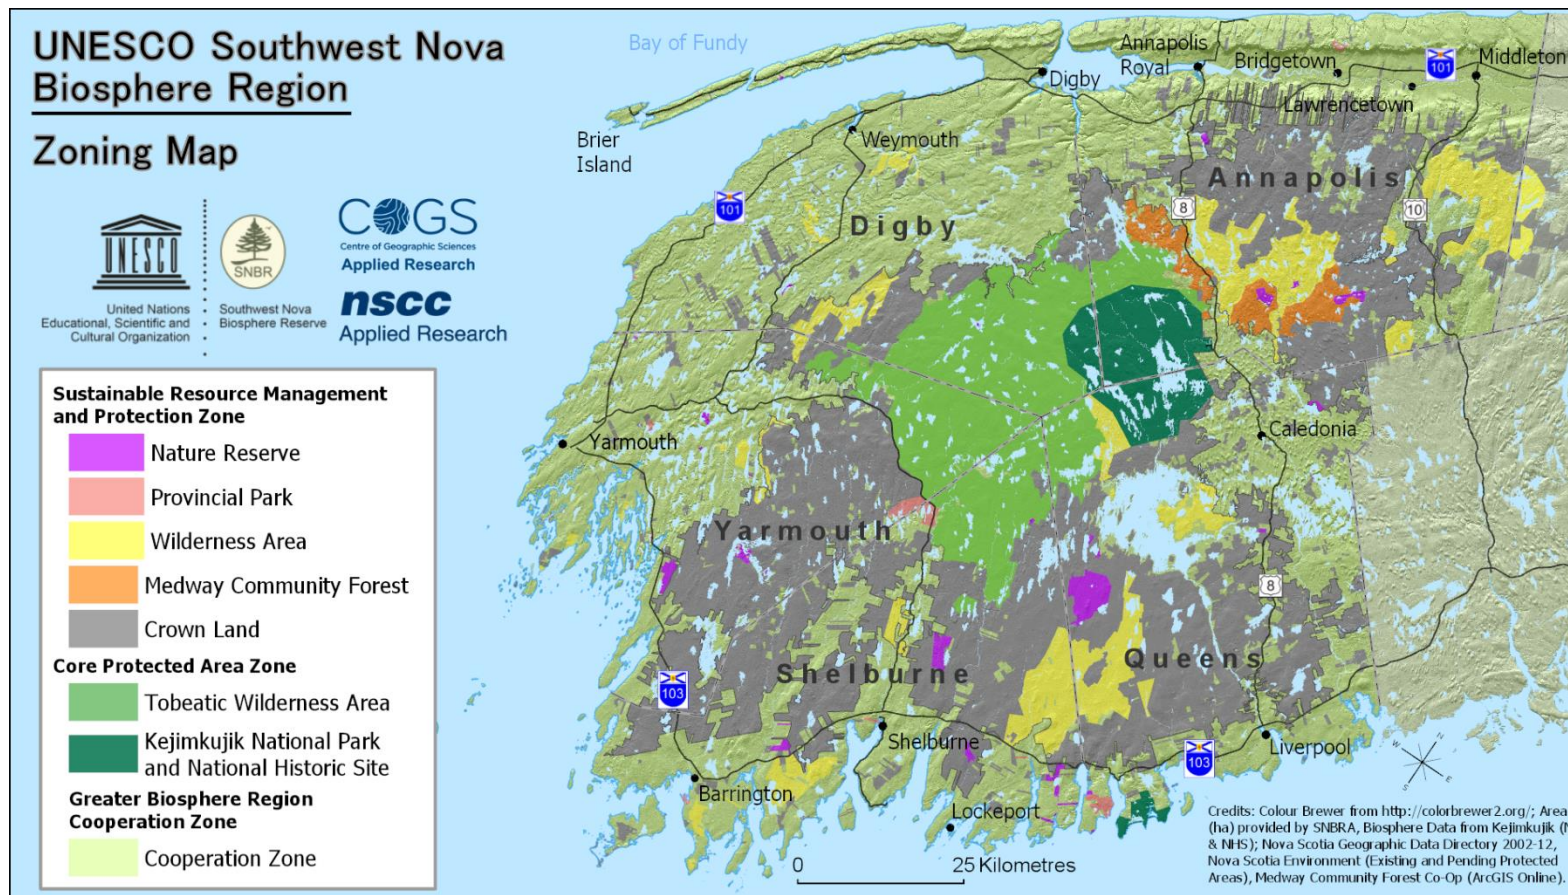 UNESCO Southwest Nova
Biosphere Region
Zoning Map
UNESCO
United Nations
Educational, Scientific and
Cultural Organization
SNBR
Southwest Nova
Biosphere Reserve
COGS
Centre of Geographic Sciences
Applied Research
nscc
Applied Research
Sustainable Resource Management
and Protection Zone
Nature Reserve
Provincial Park
Wilderness Area
Medway Community Forest
Crown Land
Core Protected Area Zone
Tobeatic Wilderness Area
Kejimkujik National Park
and National Historic Site
Greater Biosphere Region
Cooperation Zone
Cooperation Zone
Bay of Fundy
Brier
Island
Digby
Annapolis
Royal
Bridgetown
101
Middleton
Lawrencetown
Weymouth
Annapolis
101
8
10
Digby
Yarmouth
Caledonia
Yarmouth
8
Shelburne
Queens
103
Shelburne
Liverpool
103
Barrington
Lockeport
0 25 Kilometres
N
W
E
S
Credits: Colour Brewer from http://colorbrewer2.org/; Area
(ha) provided by SNBRA, Biosphere Data from Kejimkujik (N
& NHS); Nova Scotia Geographic Data Directory 2002-12,
Nova Scotia Environment (Existing and Pending Protected
Areas), Medway Community Forest Co-Op (ArcGIS Online).